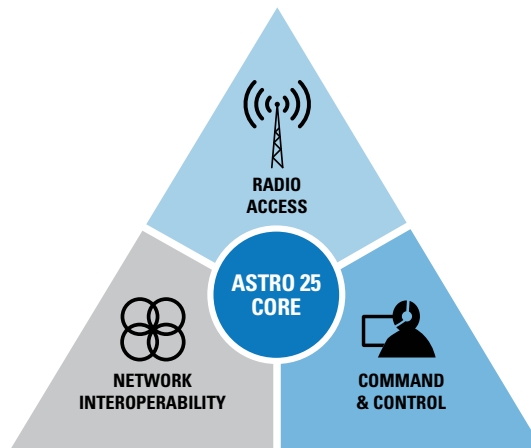 RADIO
ACCESS
ASTRO 25
CORE
NETWORK
INTEROPERABILITY
COMMAND
& CONTROL